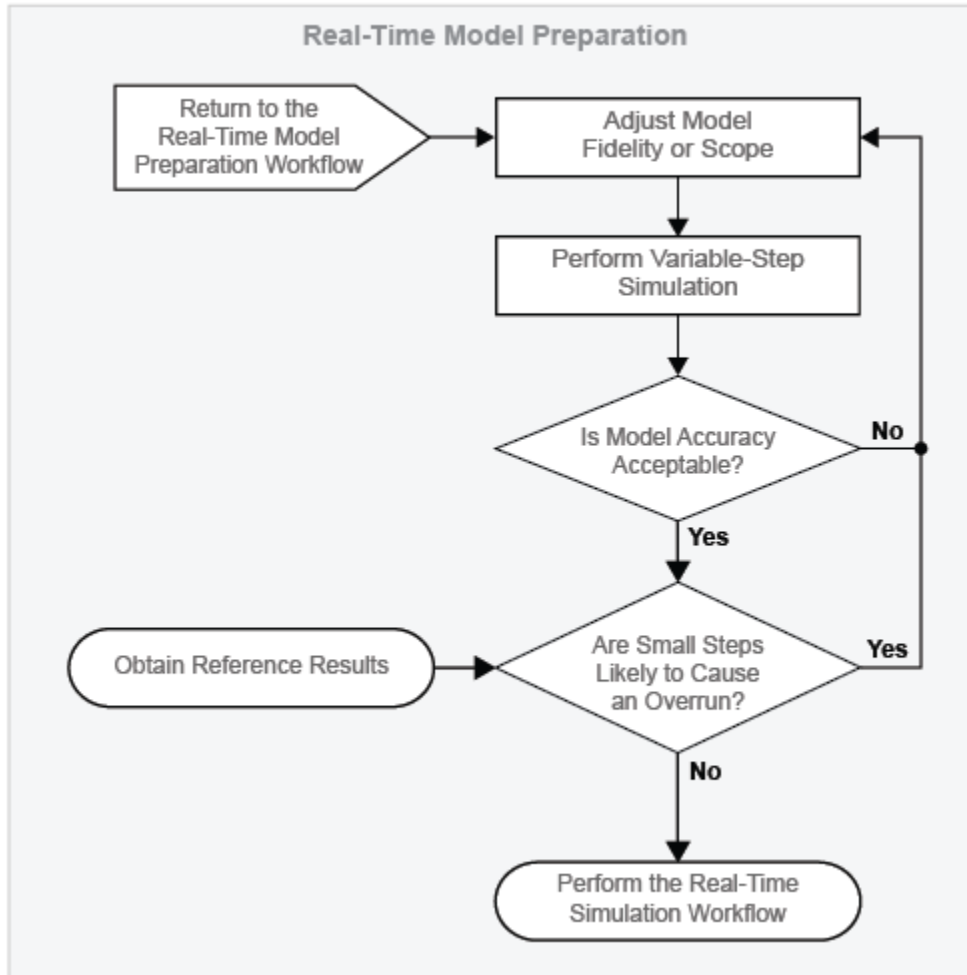 Real-Time Model Preparation
Return to the
Real-Time Model
Preparation Workflow
Adjust Model
Fidelity or Scope
Perform Variable-Step
Simulation
Is Model Accuracy
Acceptable?
No
Yes
Obtain Reference Results
Are Small Steps
Likely to Cause
an Overrun?
Yes
No
Perform the Real-Time
Simulation Workflow